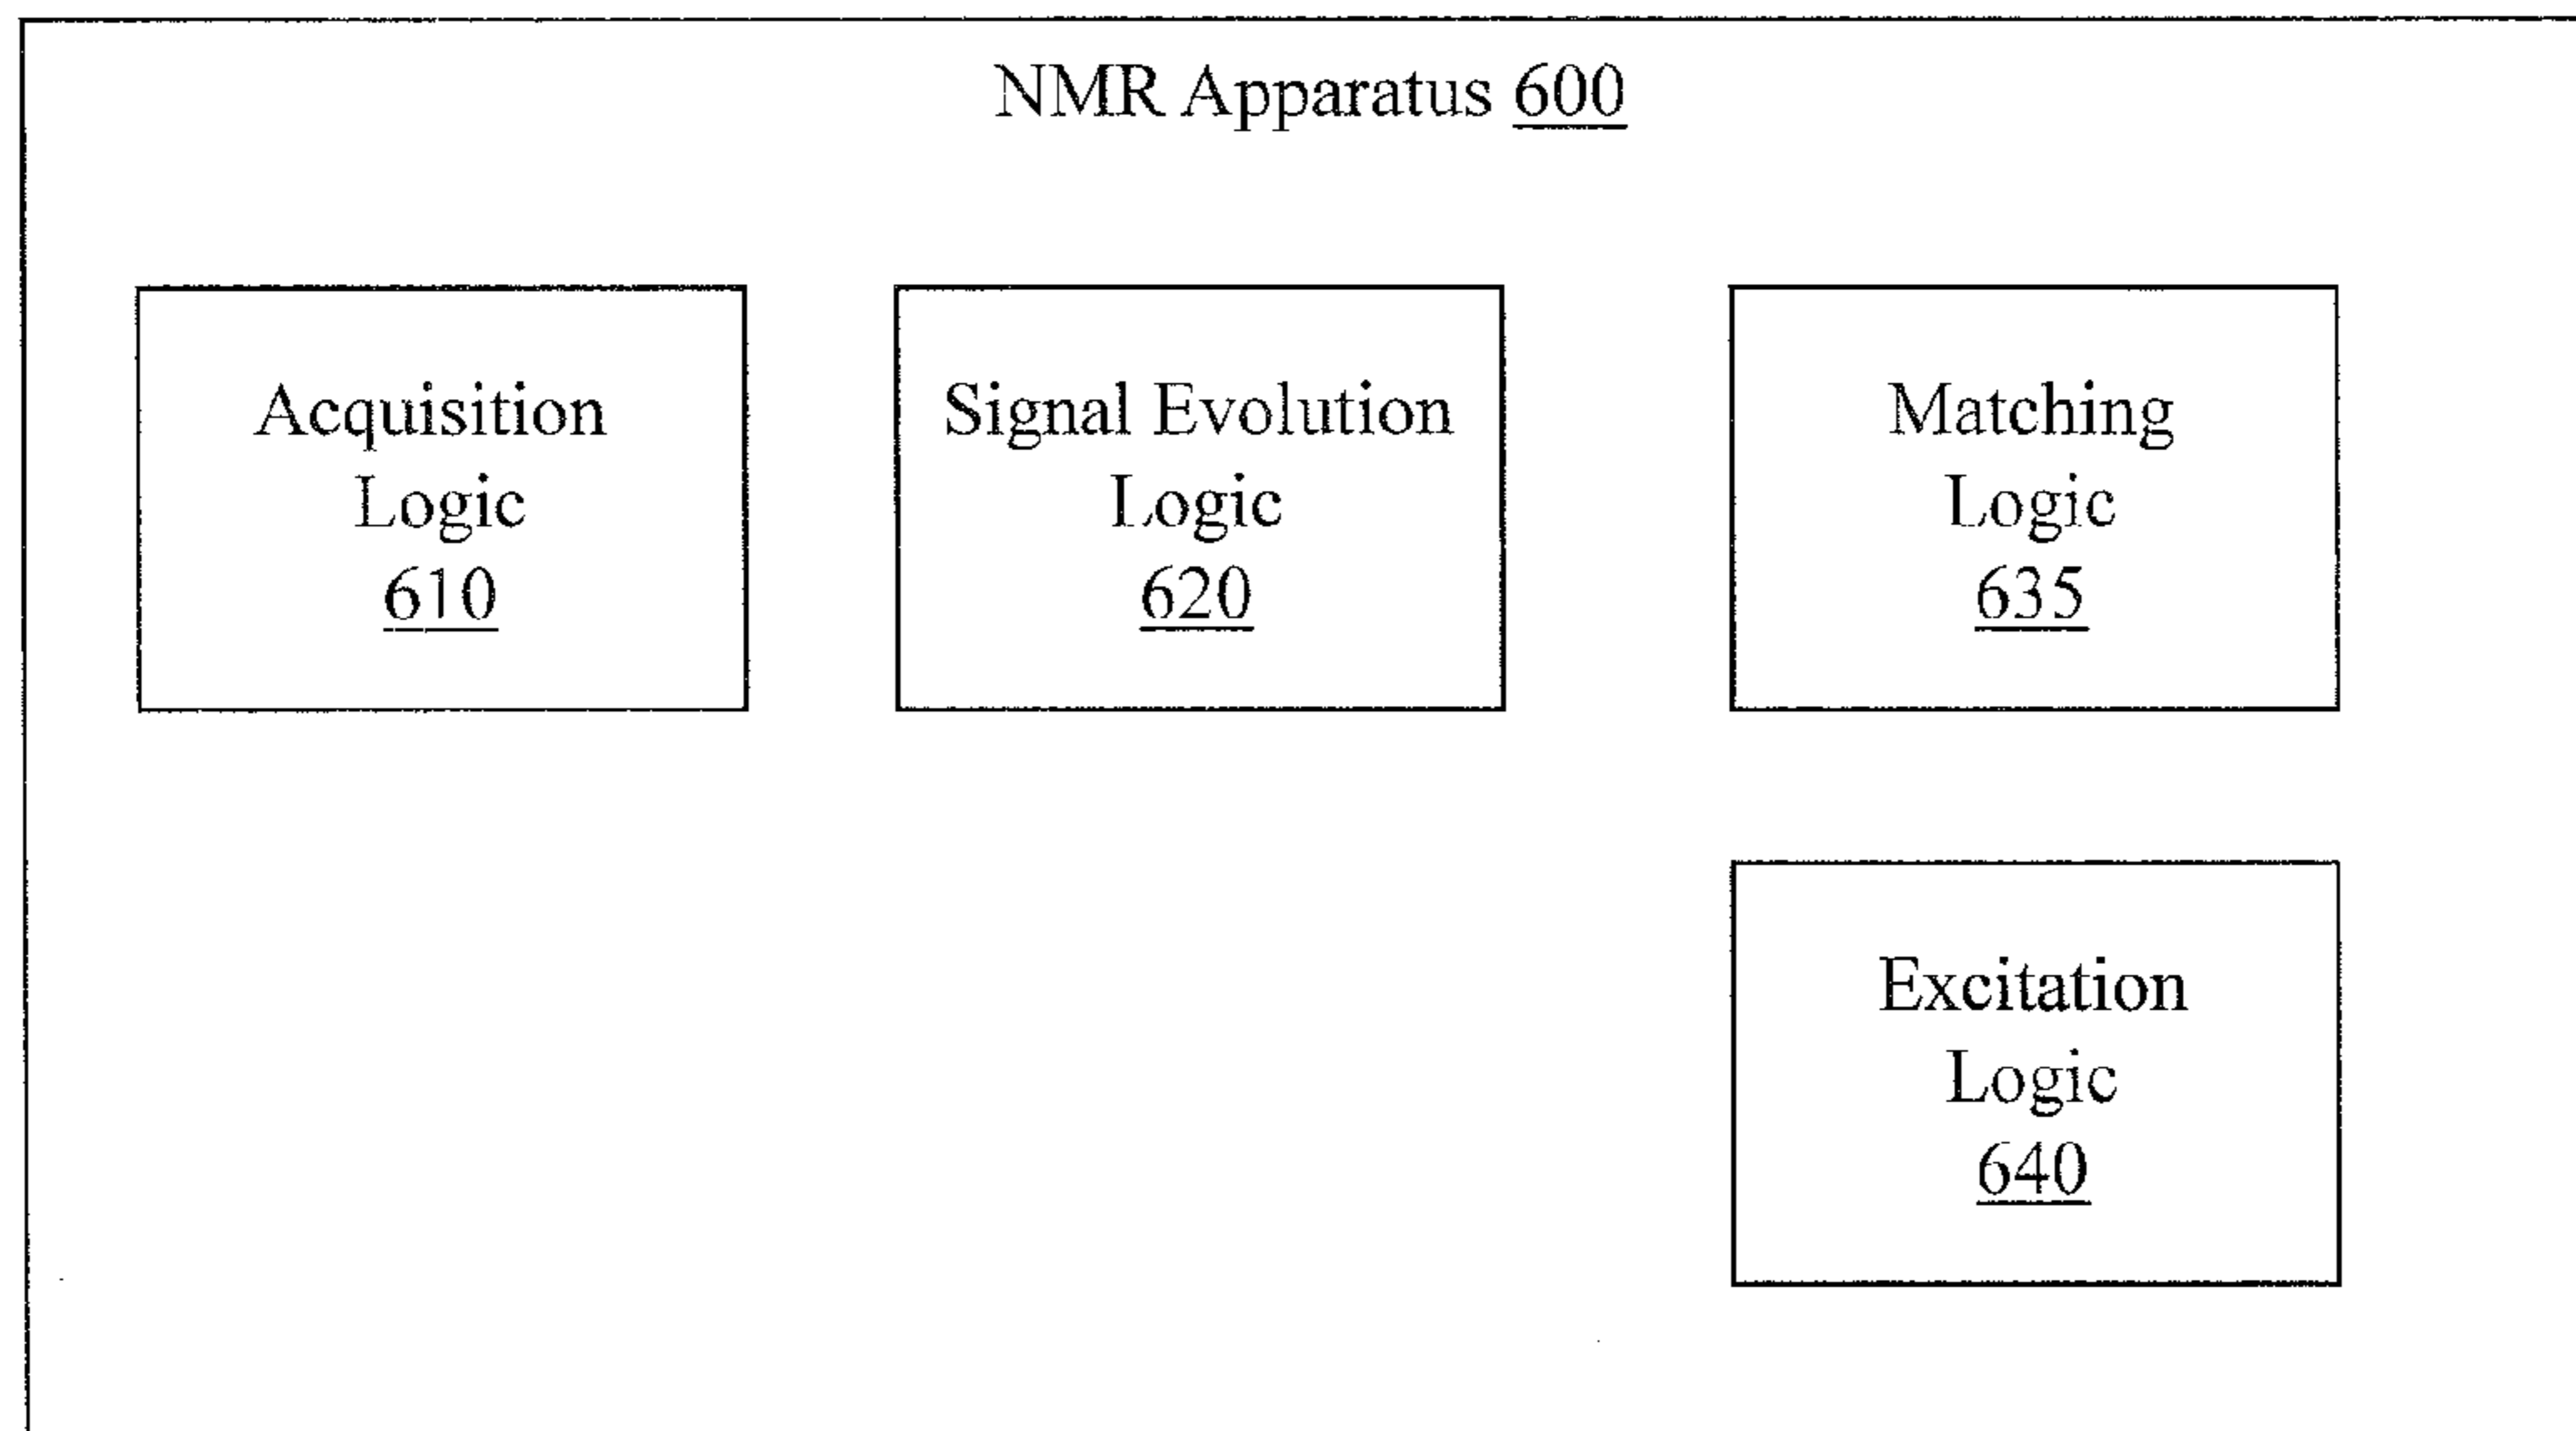 NMR Apparatus 600
Acquisition
Logic
610
Signal Evolution
Logic
620
Matching
Logic
635
Excitation
Logic
640